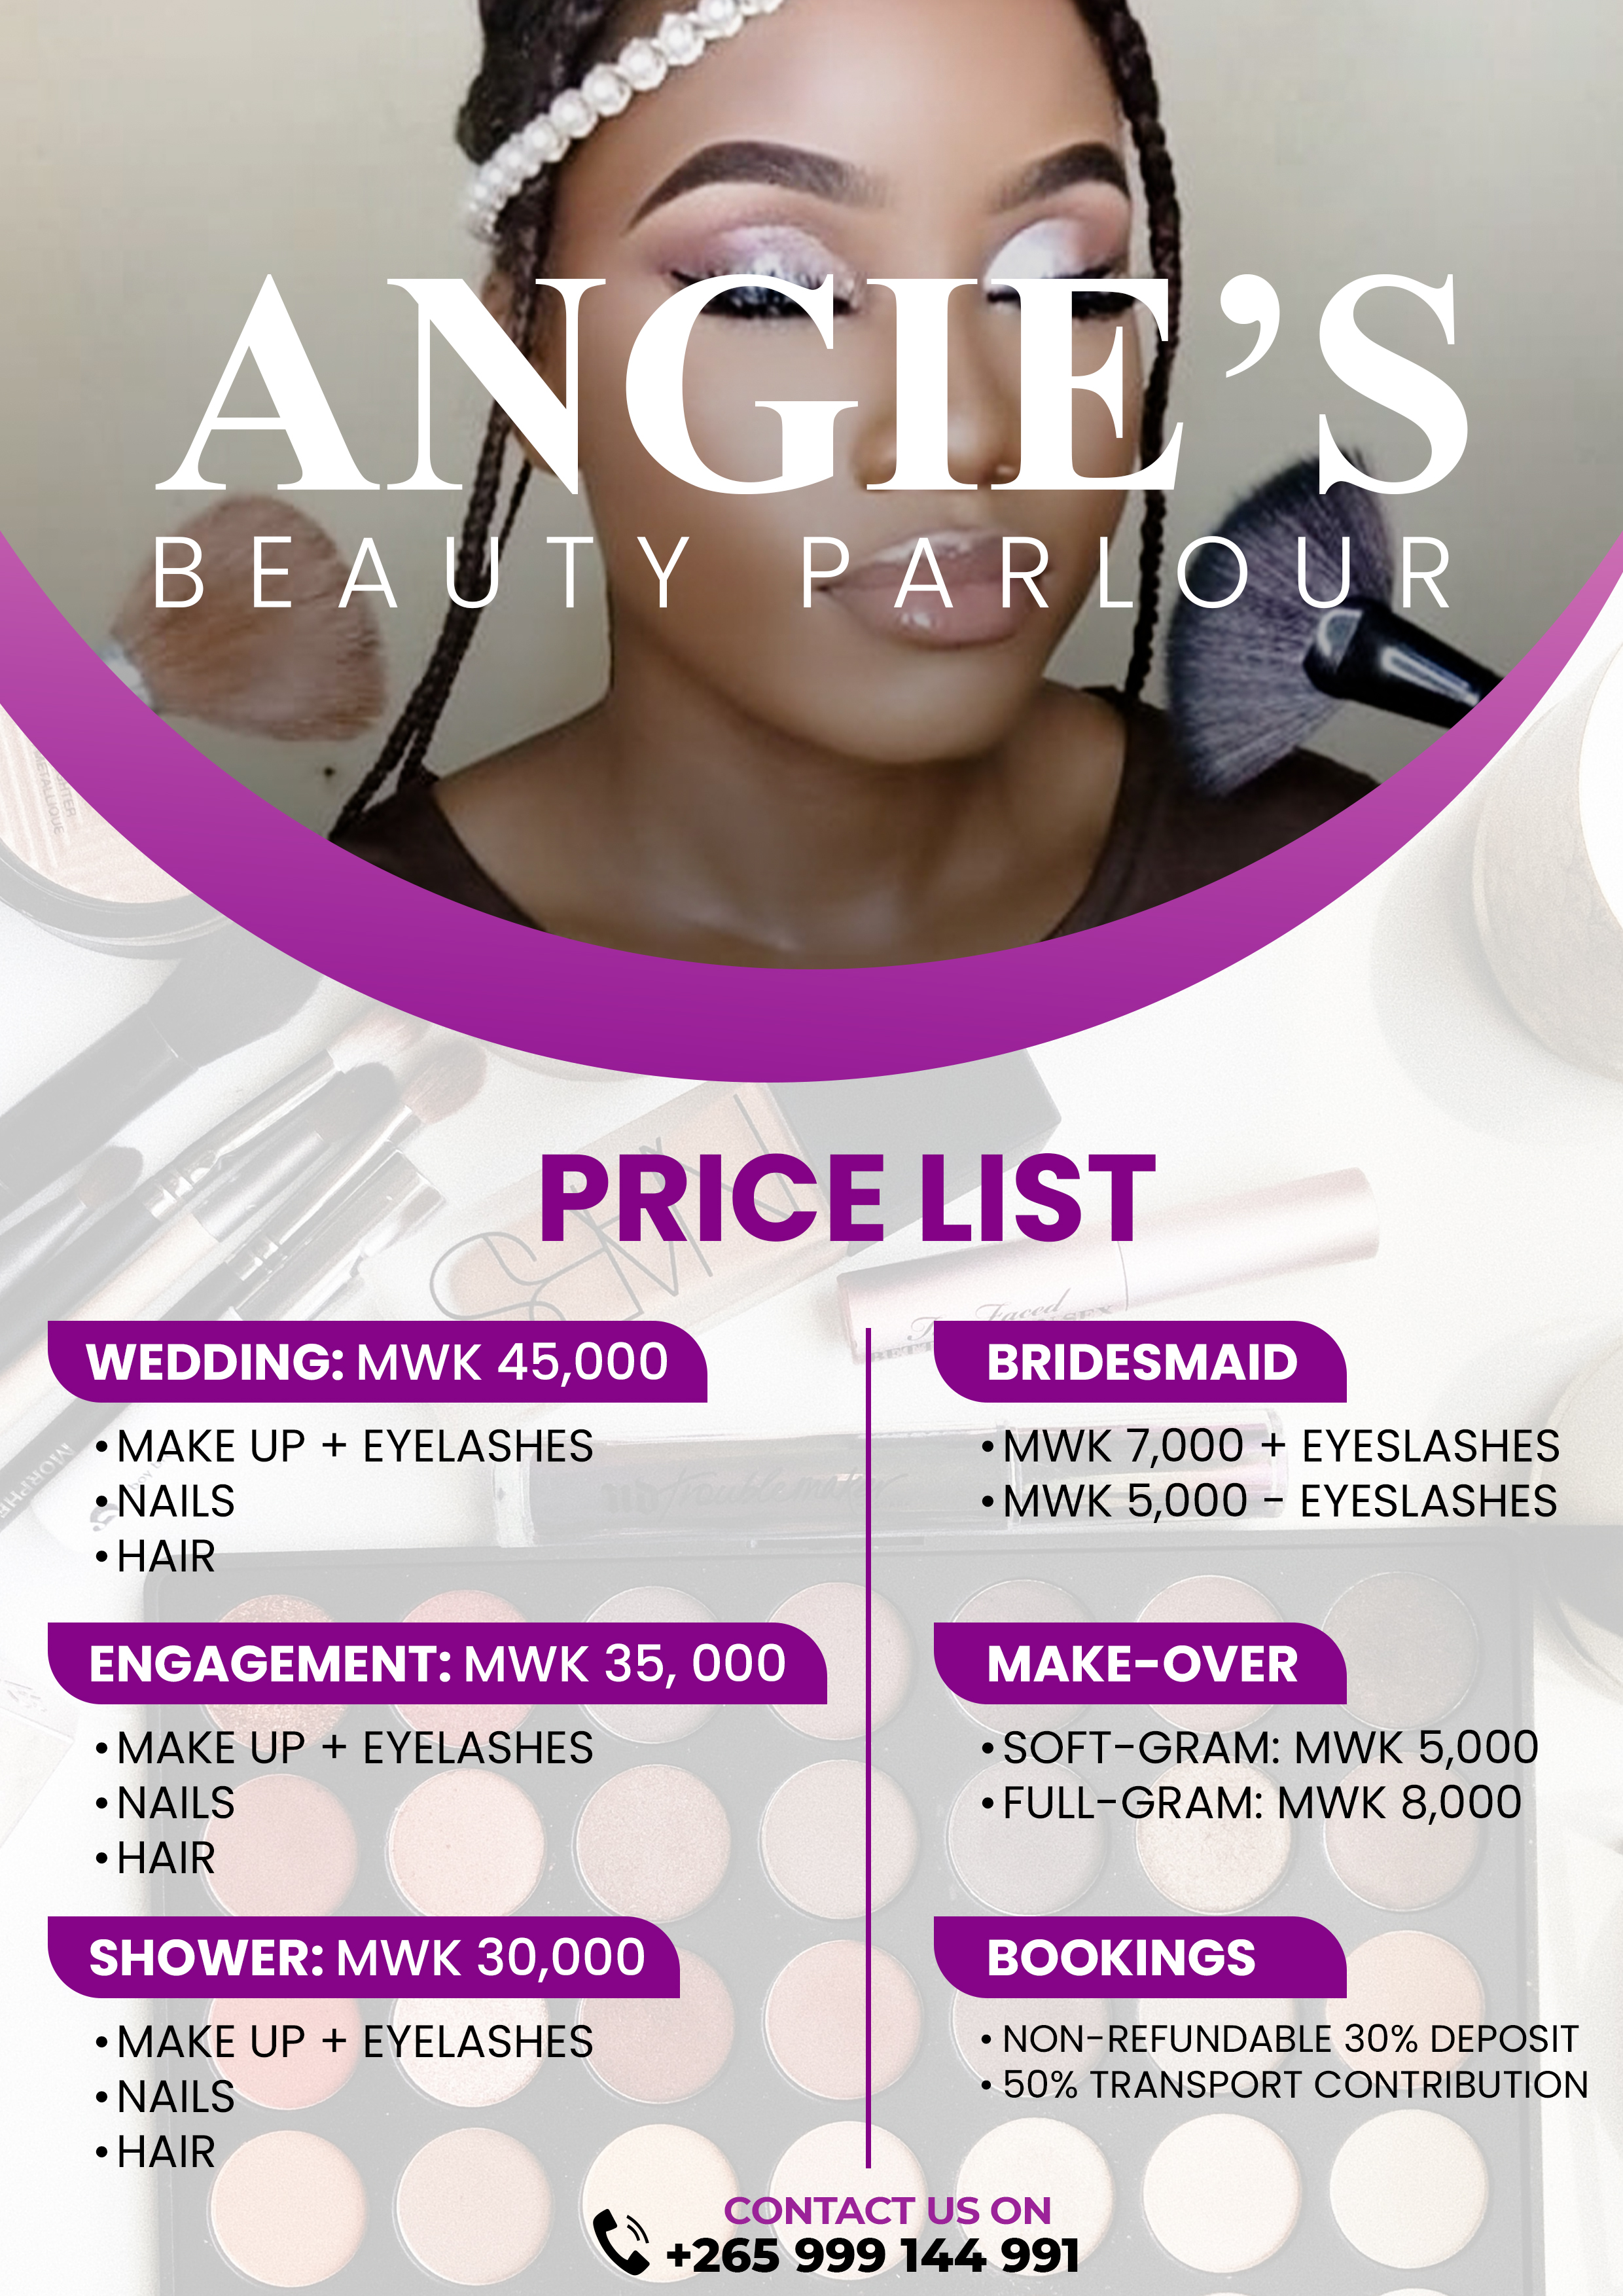 ANGIE'S
BEAUTY PARLOUR
PRICE LIST
WEDDING: MWK 45,000
•MAKE UP + EYELASHES
•NAILS
•HAIR
ENGAGEMENT: MWK 35, 000
•MAKE UP + EYELASHES
•NAILS
•HAIR
SHOWER: MWK 30,000
•MAKE UP + EYELASHES
•NAILS
•HAIR
BRIDESMAID
•MWK 7,000 + EYESLASHES
•MWK 5,000 - EYESLASHES
MAKE-OVER
•SOFT-GRAM: MWK 5,000
•FULL-GRAM: MWK 8,000
BOOKINGS
• NON-REFUNDABLE 30% DEPOSIT
• 50% TRANSPORT CONTRIBUTION
CONTACT US ON
+265 999 144 991
Faced
troublemaker